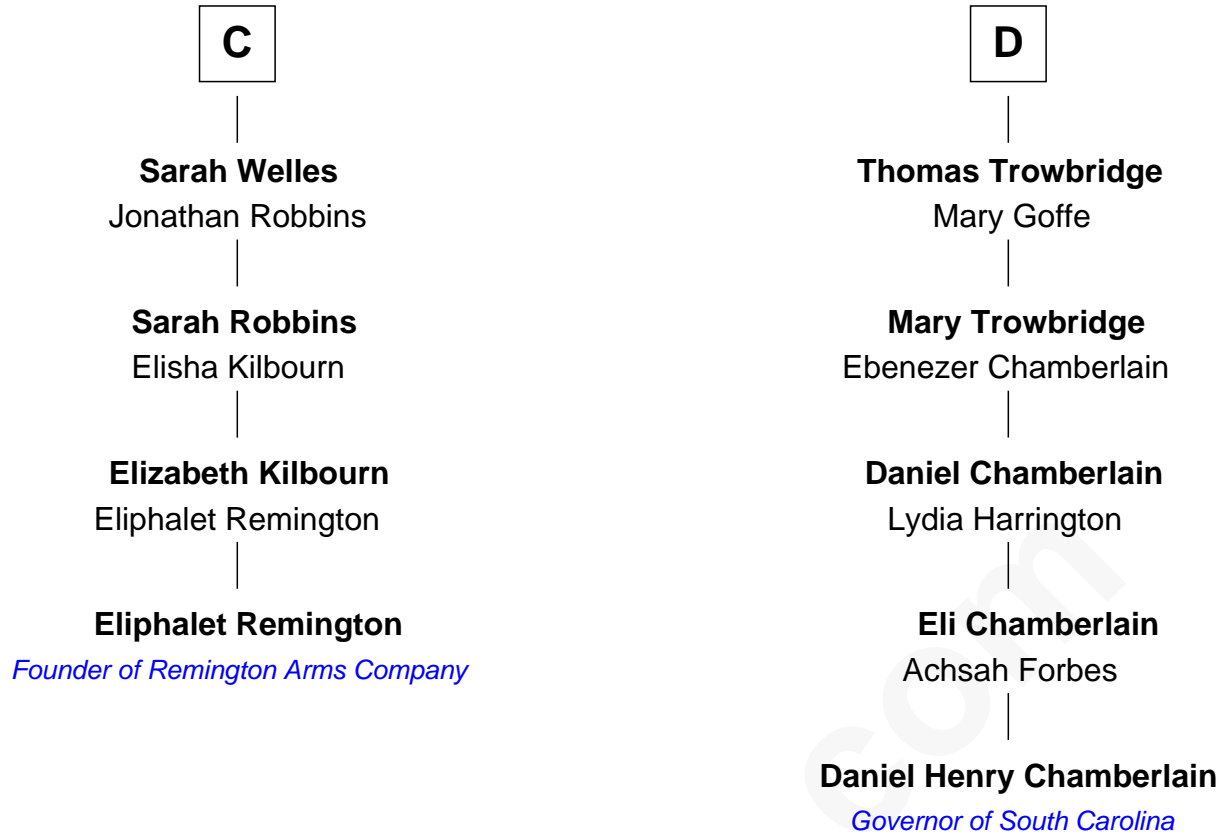 C
Sarah Welles
Jonathan Robbins
Sarah Robbins
Elisha Kilbourn
Elizabeth Kilbourn
Eliphalet Remington
Eliphalet Remington
Founder of Remington Arms Company
D
Thomas Trowbridge
Mary Goffe
Mary Trowbridge
Ebenezer Chamberlain
Daniel Chamberlain
Lydia Harrington
Eli Chamberlain
Achsah Forbes
Daniel Henry Chamberlain
Governor of South Carolina
com